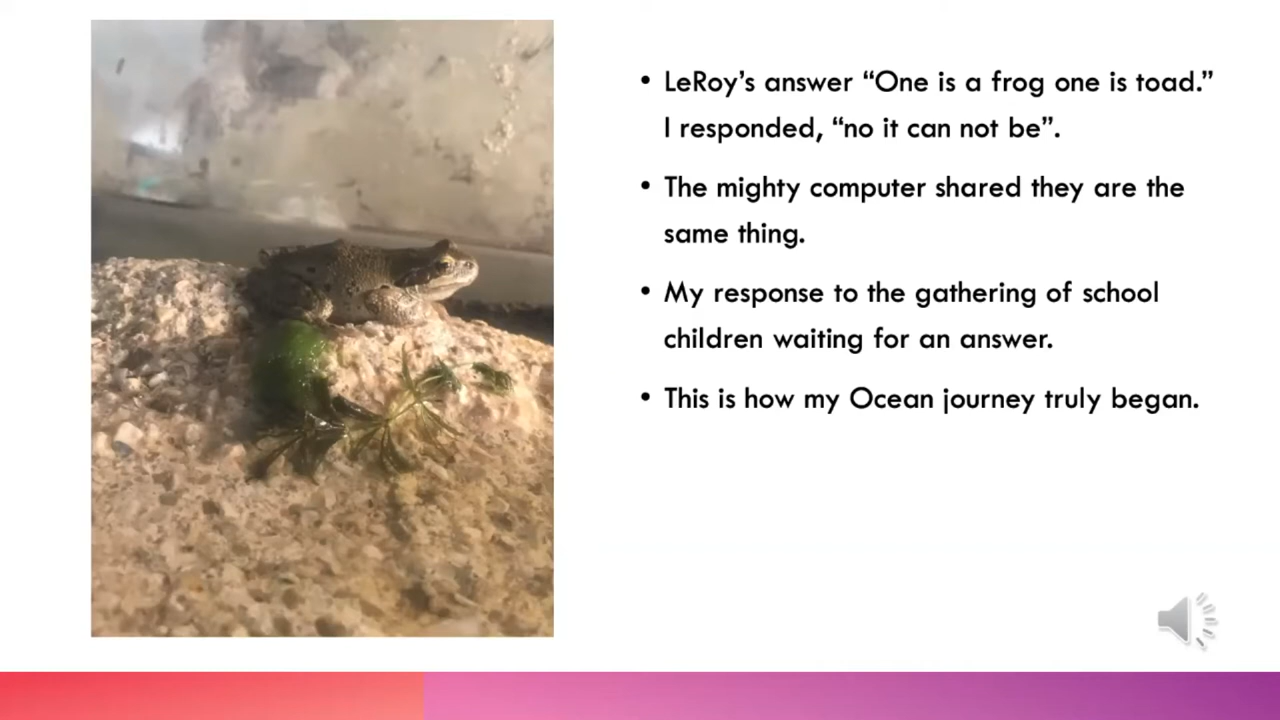 • LeRoy’s answer “One is a frog one is toad.”
I responded, “no it can not be”.
• The mighty computer shared they are the
same thing.
• My response to the gathering of school
children waiting for an answer.
• This is how my Ocean journey truly began.